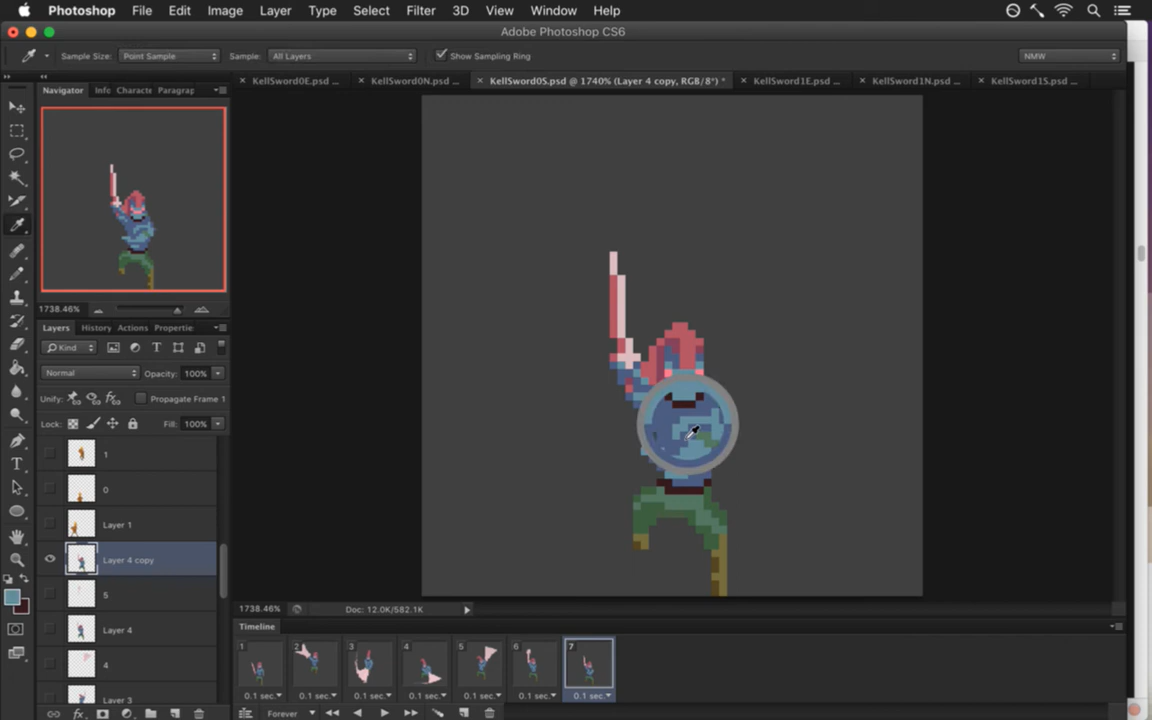 Photoshop File Edit Image Layer Type Select Filter 3D View Window Help
Adobe Photoshop CS6
Sample Size: Point Sample Sample: All Layers Show Sampling Ring NMW
KellSword0E.psd ... KellSword0N.psd ... KellSword0S.psd @ 1740% (Layer 4 copy, RGB/8*) * KellSword1E.psd ... KellSword1N.psd ... KellSword1S.psd ...
Navigator Info Characte Paragrap
1738.46%
Layers History Actions Propertie
Kind
Normal Opacity: 100%
Unify: Propagate Frame 1
Lock: Fill: 100%
1
0
Layer 1
Layer 4 copy
5
Layer 4
4
Layer 3
1738.46% Doc: 12.0K/582.1K
Timeline
1 2 3 4 5 6 7
0.1 sec. 0.1 sec. 0.1 sec. 0.1 sec. 0.1 sec. 0.1 sec. 0.1 sec.
Forever